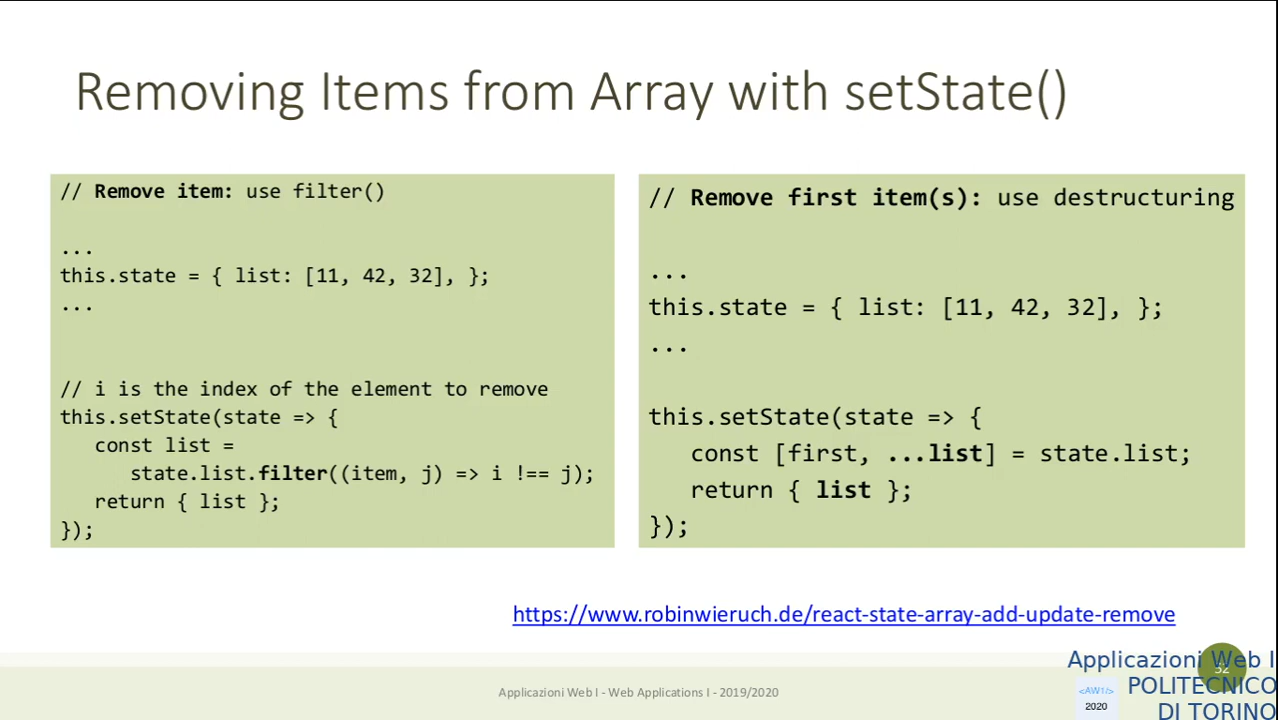 Removing Items from Array with setState()
// Remove item: use filter()
...
this.state = { list: [11, 42, 32], };
...
// i is the index of the element to remove
this.setState(state => {
const list =
state.list.filter((item, j) => i !== j);
return { list };
});
// Remove first item(s): use destructuring
...
this.state = { list: [11, 42, 32], };
...
this.setState(state => {
const [first, ...list] = state.list;
return { list };
});
https://www.robinwieruch.de/react-state-array-add-update-remove
Applicazioni Web I - Web Applications I - 2019/2020
52
Applicazioni Web I
POLITECNICO
DI TORINO
<AW1/>
2020